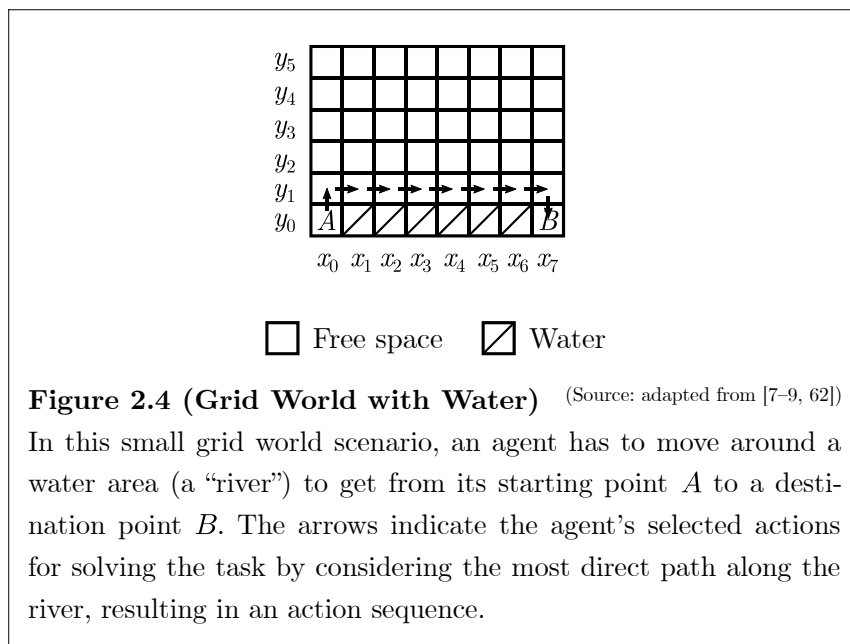 y5
y4
y3
y2
y1
y0 A B
x0 x1 x2 x3 x4 x5 x6 x7
Free space Water
Figure 2.4 (Grid World with Water) (Source: adapted from [7–9, 62])
In this small grid world scenario, an agent has to move around a
water area (a “river”) to get from its starting point A to a desti-
nation point B. The arrows indicate the agent’s selected actions
for solving the task by considering the most direct path along the
river, resulting in an action sequence.